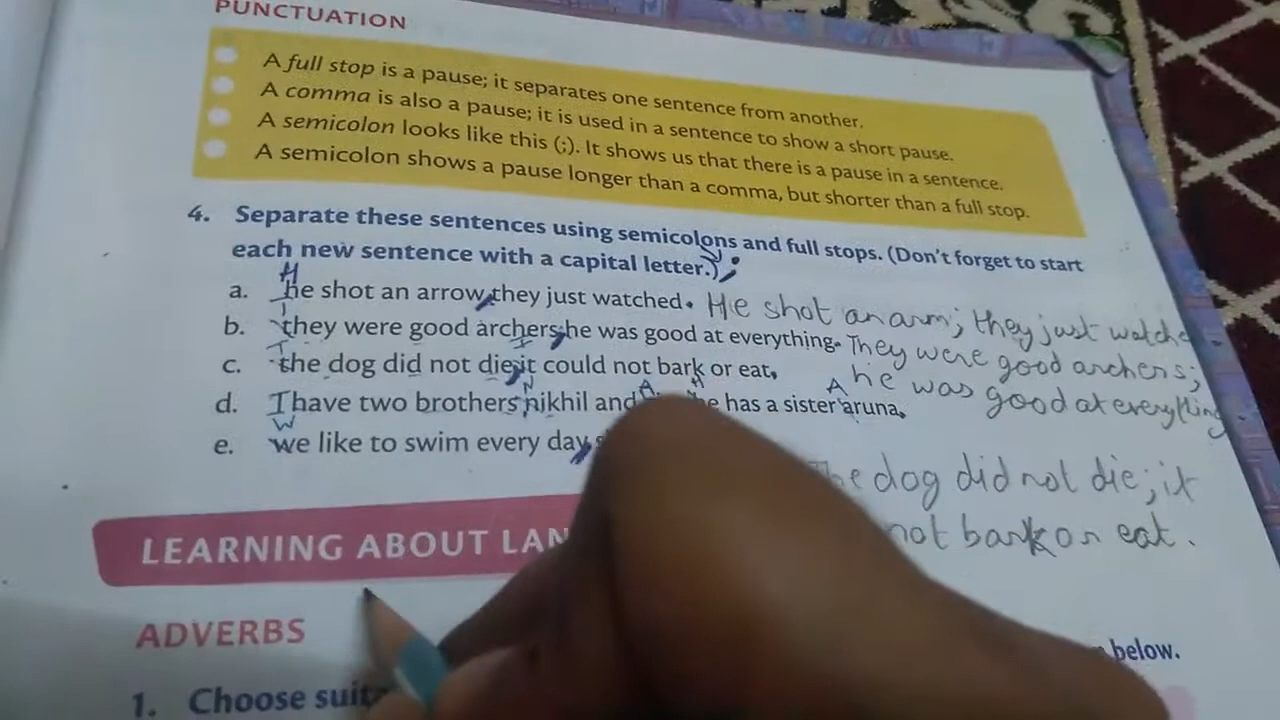 PUNCTUATION
A full stop is a pause; it separates one sentence from another.
A comma is also a pause; it is used in a sentence to show a short pause.
A semicolon looks like this (;). It shows us that there is a pause in a sentence.
A semicolon shows a pause longer than a comma, but shorter than a full stop.
4. Separate these sentences using semicolons and full stops. (Don't forget to start
each new sentence with a capital letter.) ;
H
a. he shot an arrow; they just watched. He shot an arrow; they just watche
T
b. they were good archers; he was good at everything. They were good archers;
he was good at everything
T
c. the dog did not die; it could not bark or eat,
The dog did not die; it
not bark or eat.
N A H A
d. I have two brothers, nikhil and he has a sister aruna,
W
e. we like to swim every day
LEARNING ABOUT LAN
ADVERBS
below.
1. Choose suit